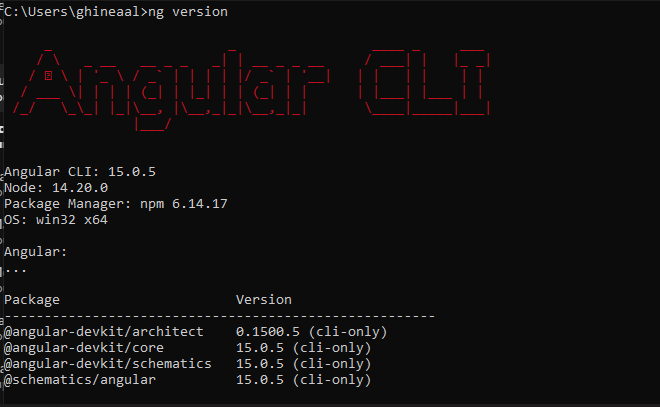 C:\Users\ghineaal>ng version
Angular CLI
Angular CLI: 15.0.5
Node: 14.20.0
Package Manager: npm 6.14.17
OS: win32 x64
Angular:
...
Package Version
------------------------------------------------------
@angular-devkit/architect 0.1500.5 (cli-only)
@angular-devkit/core 15.0.5 (cli-only)
@angular-devkit/schematics 15.0.5 (cli-only)
@schematics/angular 15.0.5 (cli-only)